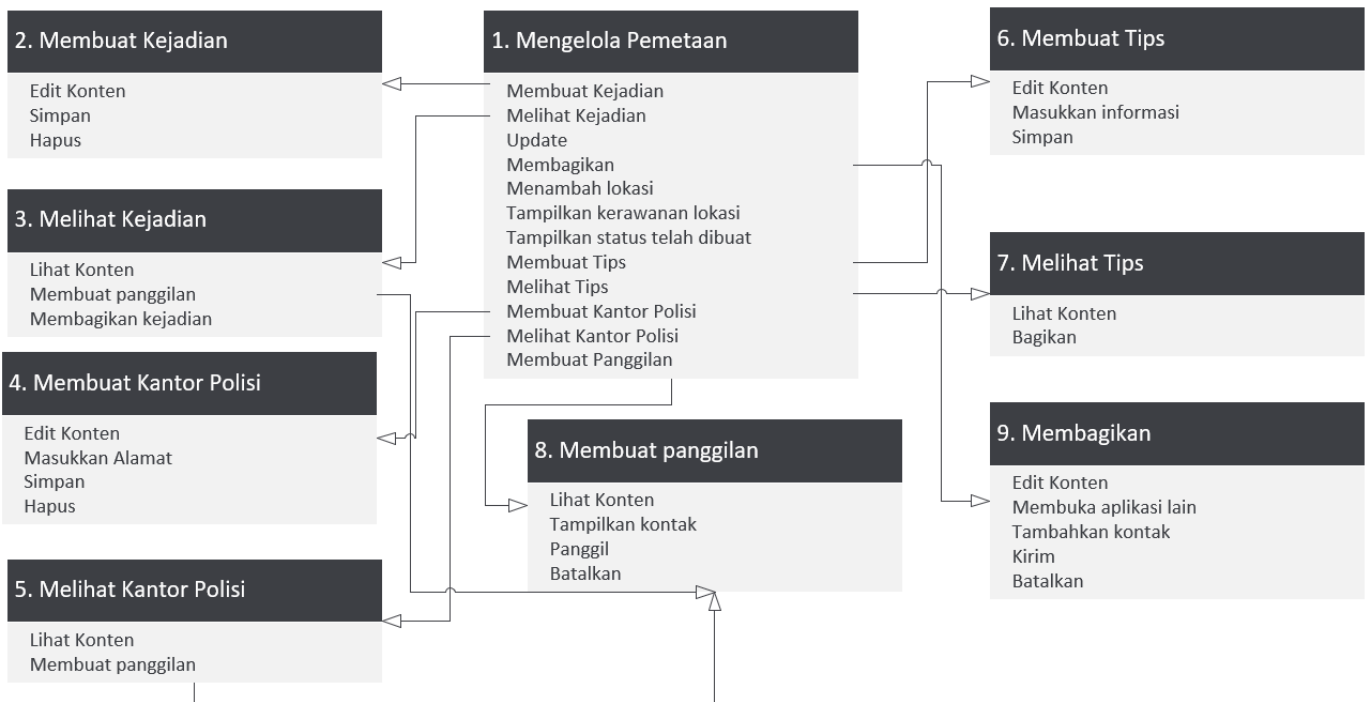 1. Mengelola Pemetaan
Membuat Kejadian
Melihat Kejadian
Update
Membagikan
Menambah lokasi
Tampilkan kerawanan lokasi
Tampilkan status telah dibuat
Membuat Tips
Melihat Tips
Membuat Kantor Polisi
Melihat Kantor Polisi
Membuat Panggilan
2. Membuat Kejadian
Edit Konten
Simpan
Hapus
3. Melihat Kejadian
Lihat Konten
Membuat panggilan
Membagikan kejadian
4. Membuat Kantor Polisi
Edit Konten
Masukkan Alamat
Simpan
Hapus
5. Melihat Kantor Polisi
Lihat Konten
Membuat panggilan
6. Membuat Tips
Edit Konten
Masukkan informasi
Simpan
7. Melihat Tips
Lihat Konten
Bagikan
8. Membuat panggilan
Lihat Konten
Tampilkan kontak
Panggil
Batalkan
9. Membagikan
Edit Konten
Membuka aplikasi lain
Tambahkan kontak
Kirim
Batalkan